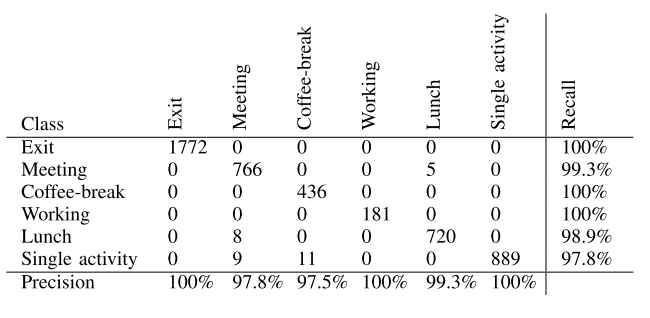 Class Exit Meeting Coffee-break Working Lunch Single activity Recall
Exit 1772 0 0 0 0 0 100%
Meeting 0 766 0 0 5 0 99.3%
Coffee-break 0 0 436 0 0 0 100%
Working 0 0 0 181 0 0 100%
Lunch 0 8 0 0 720 0 98.9%
Single activity 0 9 11 0 0 889 97.8%
Precision 100% 97.8% 97.5% 100% 99.3% 100%